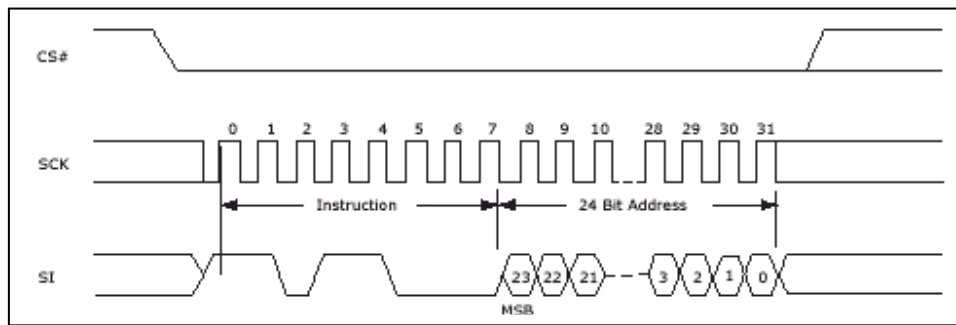 CS#
0 1 2 3 4 5 6 7 8 9 10 28 29 30 31
SCK
Instruction 24 Bit Address
SI 23 22 21 3 2 1 0
MSB